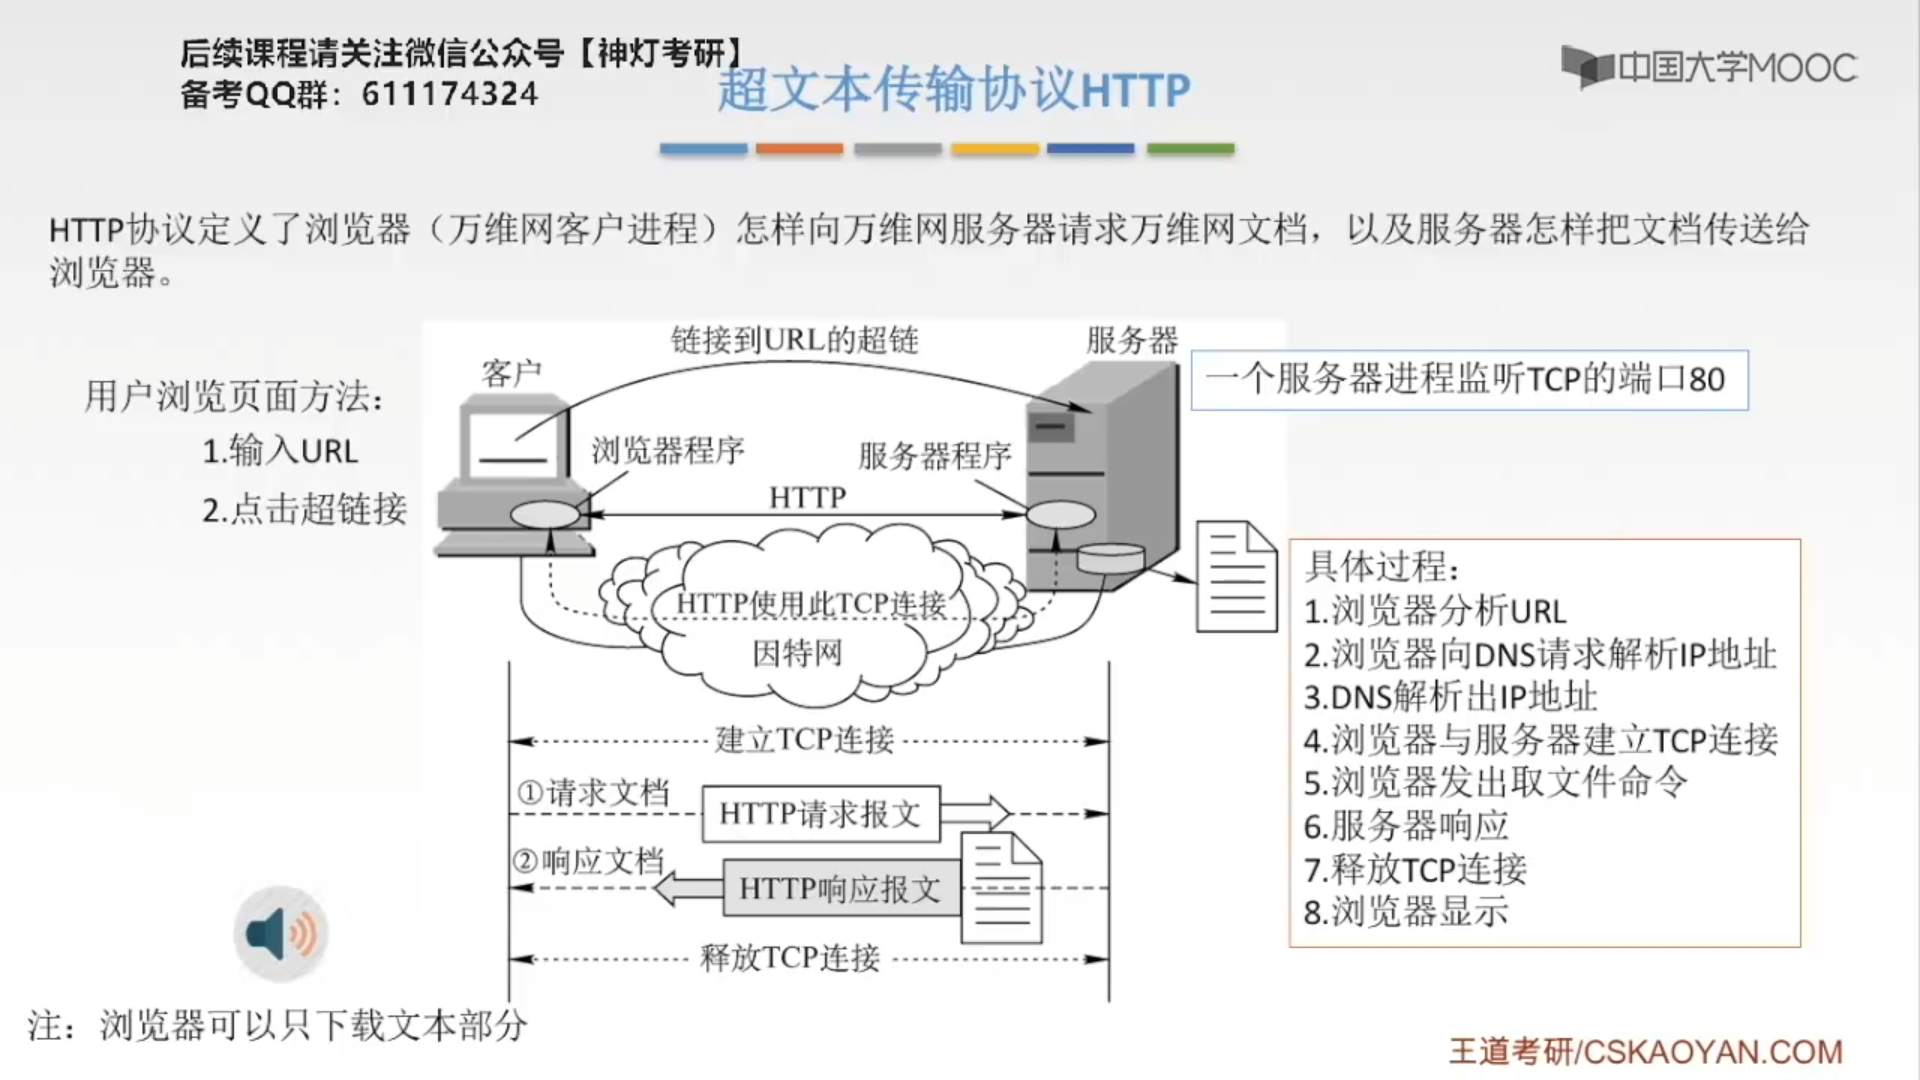 后续课程请关注微信公众号【神灯考研】
备考QQ群：611174324
中国大学MOOC
超文本传输协议HTTP
HTTP协议定义了浏览器（万维网客户进程）怎样向万维网服务器请求万维网文档，以及服务器怎样把文档传送给
浏览器。
用户浏览页面方法：
1.输入URL
2.点击超链接
链接到URL的超链
客户
服务器
一个服务器进程监听TCP的端口80
浏览器程序
服务器程序
HTTP
HTTP使用此TCP连接
因特网
建立TCP连接
①请求文档
HTTP请求报文
②响应文档
HTTP响应报文
释放TCP连接
具体过程：
1.浏览器分析URL
2.浏览器向DNS请求解析IP地址
3.DNS解析出IP地址
4.浏览器与服务器建立TCP连接
5.浏览器发出取文件命令
6.服务器响应
7.释放TCP连接
8.浏览器显示
注：浏览器可以只下载文本部分
王道考研/CSKAOYAN.COM